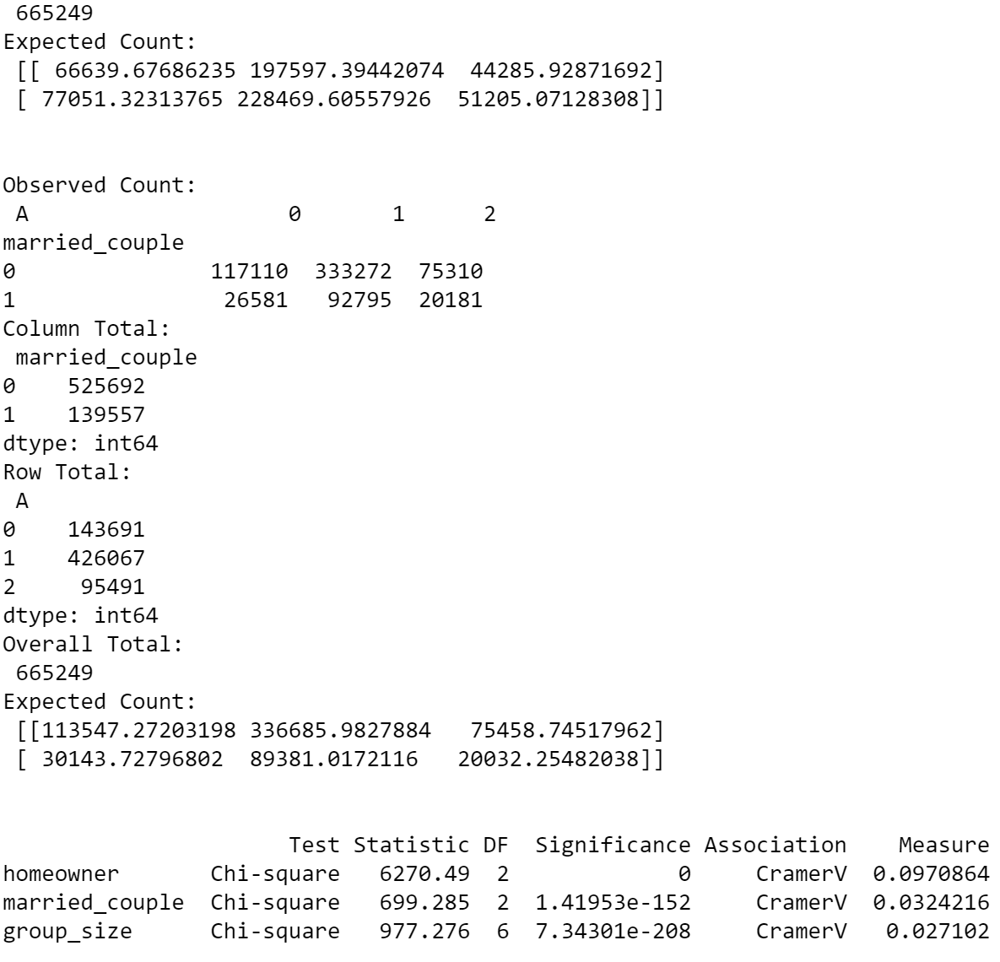 665249
Expected Count:
[[ 66639.67686235 197597.39442074  44285.92871692]
[ 77051.32313765 228469.60557926  51205.07128308]]
Observed Count:
A                    0       1      2
married_couple
0               117110  333272  75310
1                26581   92795  20181
Column Total:
married_couple
0    525692
1    139557
dtype: int64
Row Total:
A
0    143691
1    426067
2     95491
dtype: int64
Overall Total:
665249
Expected Count:
[[113547.27203198 336685.9827884   75458.74517962]
[ 30143.72796802  89381.0172116   20032.25482038]]
Test Statistic DF  Significance Association    Measure
homeowner       Chi-square   6270.49  2             0     CramerV  0.0970864
married_couple  Chi-square   699.285  2  1.41953e-152     CramerV  0.0324216
group_size      Chi-square   977.276  6  7.34301e-208     CramerV   0.027102